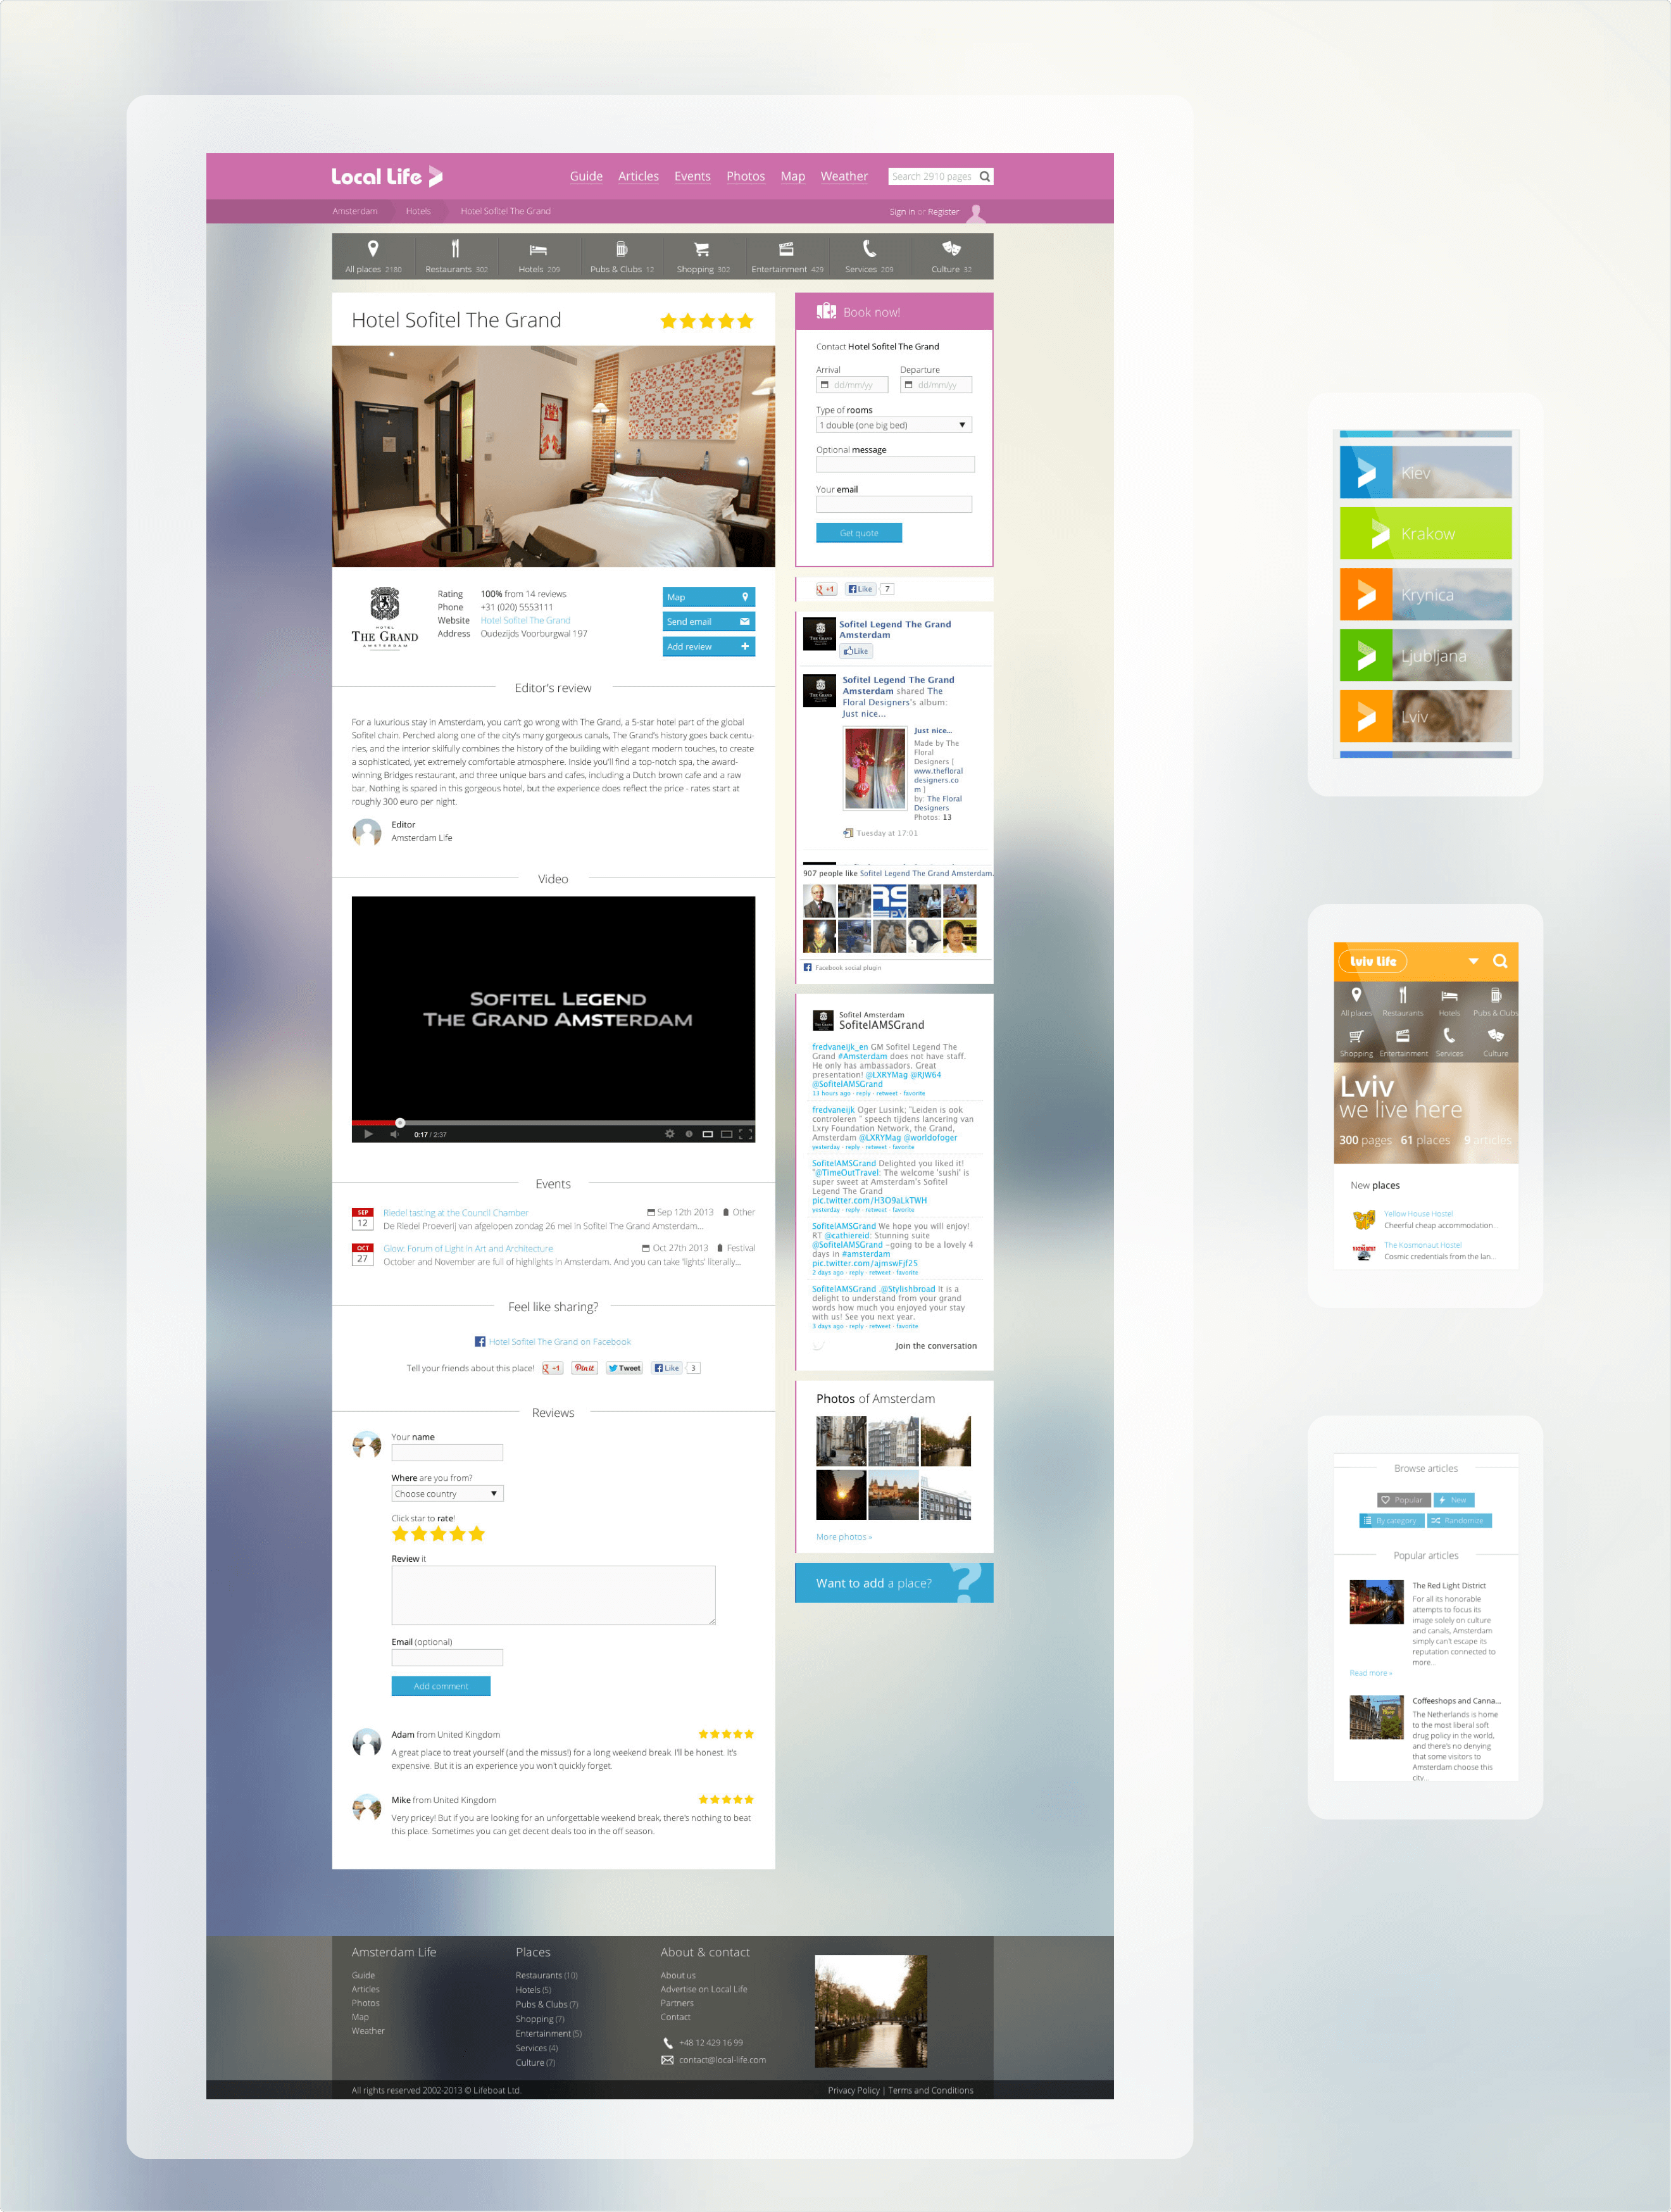 Local Life
Guide Articles Events Photos Map Weather
Search 2910 pages
Amsterdam Hotels Hotel Sofitel The Grand
Sign in or Register
All places 2180 Restaurants 302 Hotels 209 Pubs & Clubs 12 Shopping 302 Entertainment 429 Services 209 Culture 32
Hotel Sofitel The Grand
HOTEL
THE GRAND
AMSTERDAM
Rating 100% from 14 reviews
Phone +31 (020) 5553111
Website Hotel Sofitel The Grand
Address Oudezijds Voorburgwal 197
Map
Send email
Add review
Editor's review
For a luxurious stay in Amsterdam, you can't go wrong with The Grand, a 5-star hotel part of the global
Sofitel chain. Perched along one of the city's many gorgeous canals, The Grand's history goes back centu-
ries, and the interior skilfully combines the history of the building with elegant modern touches, to create
a sophisticated, yet extremely comfortable atmosphere. Inside you'll find a top-notch spa, the award-
winning Bridges restaurant, and three unique bars and cafes, including a Dutch brown cafe and a raw
bar. Nothing is spared in this gorgeous hotel, but the experience does reflect the price - rates start at
roughly 300 euro per night.
Editor
Amsterdam Life
Video
SOFITEL LEGEND
THE GRAND AMSTERDAM
0:17 / 2:37
Events
SEP
12
Riedel tasting at the Council Chamber
Sep 12th 2013 Other
De Riedel Proeverij van afgelopen zondag 26 mei in Sofitel The Grand Amsterdam...
OCT
27
Glow: Forum of Light in Art and Architecture
Oct 27th 2013 Festival
October and November are full of highlights in Amsterdam. And you can take 'lights' literally...
Feel like sharing?
Hotel Sofitel The Grand on Facebook
Tell your friends about this place! +1 Pin it Tweet Like 3
Reviews
Your name
Where are you from?
Choose country
Click star to rate!
Review it
Email (optional)
Add comment
Adam from United Kingdom
A great place to treat yourself (and the missus!) for a long weekend break. I'll be honest. It's
expensive. But it is an experience you won't quickly forget.
Mike from United Kingdom
Very pricey! But if you are looking for an unforgettable weekend break, there's nothing to beat
this place. Sometimes you can get decent deals too in the off season.
Book now!
Contact Hotel Sofitel The Grand
Arrival Departure
dd/mm/yy dd/mm/yy
Type of rooms
1 double (one big bed)
Optional message
Your email
Get quote
+1 Like 7
Sofitel Legend The Grand
Amsterdam
Like
Sofitel Legend The Grand
Amsterdam shared The
Floral Designers's album:
Just nice...
Just nice...
Made by The
Floral
Designers [
www.thefloral
designers.co
m ]
by: The Floral
Designers
Photos: 13
Tuesday at 17:01
907 people like Sofitel Legend The Grand Amsterdam.
Facebook social plugin
Sofitel Amsterdam
SofitelAMSGrand
fredvaneijk_en GM Sofitel Legend The
Grand #Amsterdam does not have staff.
He only has ambassadors. Great
presentation! @LXRYMag @RJW64
@SofitelAMSGrand
13 hours ago · reply · retweet · favorite
fredvaneijk Oger Lusink; "Leiden is ook
controleren " speech tijdens lancering van
Lxry Foundation Network, the Grand,
Amsterdam @LXRYMag @worldofoger
yesterday · reply · retweet · favorite
SofitelAMSGrand Delighted you liked it!
"@TimeOutTravel: The welcome 'sushi' is
super sweet at Amsterdam's Sofitel
Legend The Grand
pic.twitter.com/H3O9aLkTWH
yesterday · reply · retweet · favorite
SofitelAMSGrand We hope you will enjoy!
RT @cathiereid: Stunning suite
@SofitelAMSGrand -going to be a lovely 4
days in #amsterdam
pic.twitter.com/ajmswFjf25
2 days ago · reply · retweet · favorite
SofitelAMSGrand .@Stylishbroad It is a
delight to understand from your grand
words how much you enjoyed your stay
with us! See you next year.
3 days ago · reply · retweet · favorite
Join the conversation
Photos of Amsterdam
More photos »
Want to add a place? ?
Amsterdam Life
Guide
Articles
Photos
Map
Weather
Places
Restaurants (10)
Hotels (5)
Pubs & Clubs (7)
Shopping (7)
Entertainment (5)
Services (4)
Culture (7)
About & contact
About us
Advertise on Local Life
Partners
Contact
+48 12 429 16 99
contact@local-life.com
All rights reserved 2002-2013 © Lifeboat Ltd.
Privacy Policy | Terms and Conditions
Kiev
Krakow
Krynica
Ljubljana
Lviv
Lviv Life
All places Restaurants Hotels Pubs & Clubs
Shopping Entertainment Services Culture
Lviv
we live here
300 pages 61 places 9 articles
New places
Yellow House Hostel
Cheerful cheap accommodation...
The Kosmonaut Hostel
Cosmic credentials from the lan...
Browse articles
Popular New
By category Randomize
Popular articles
The Red Light District
For all its honorable
attempts to focus its
image solely on culture
and canals, Amsterdam
simply can't escape its
reputation connected to
more...
Read more »
Coffeeshops and Canna...
The Netherlands is home
to the most liberal soft
drug policy in the world,
and there's no denying
that some visitors to
Amsterdam choose this
city...